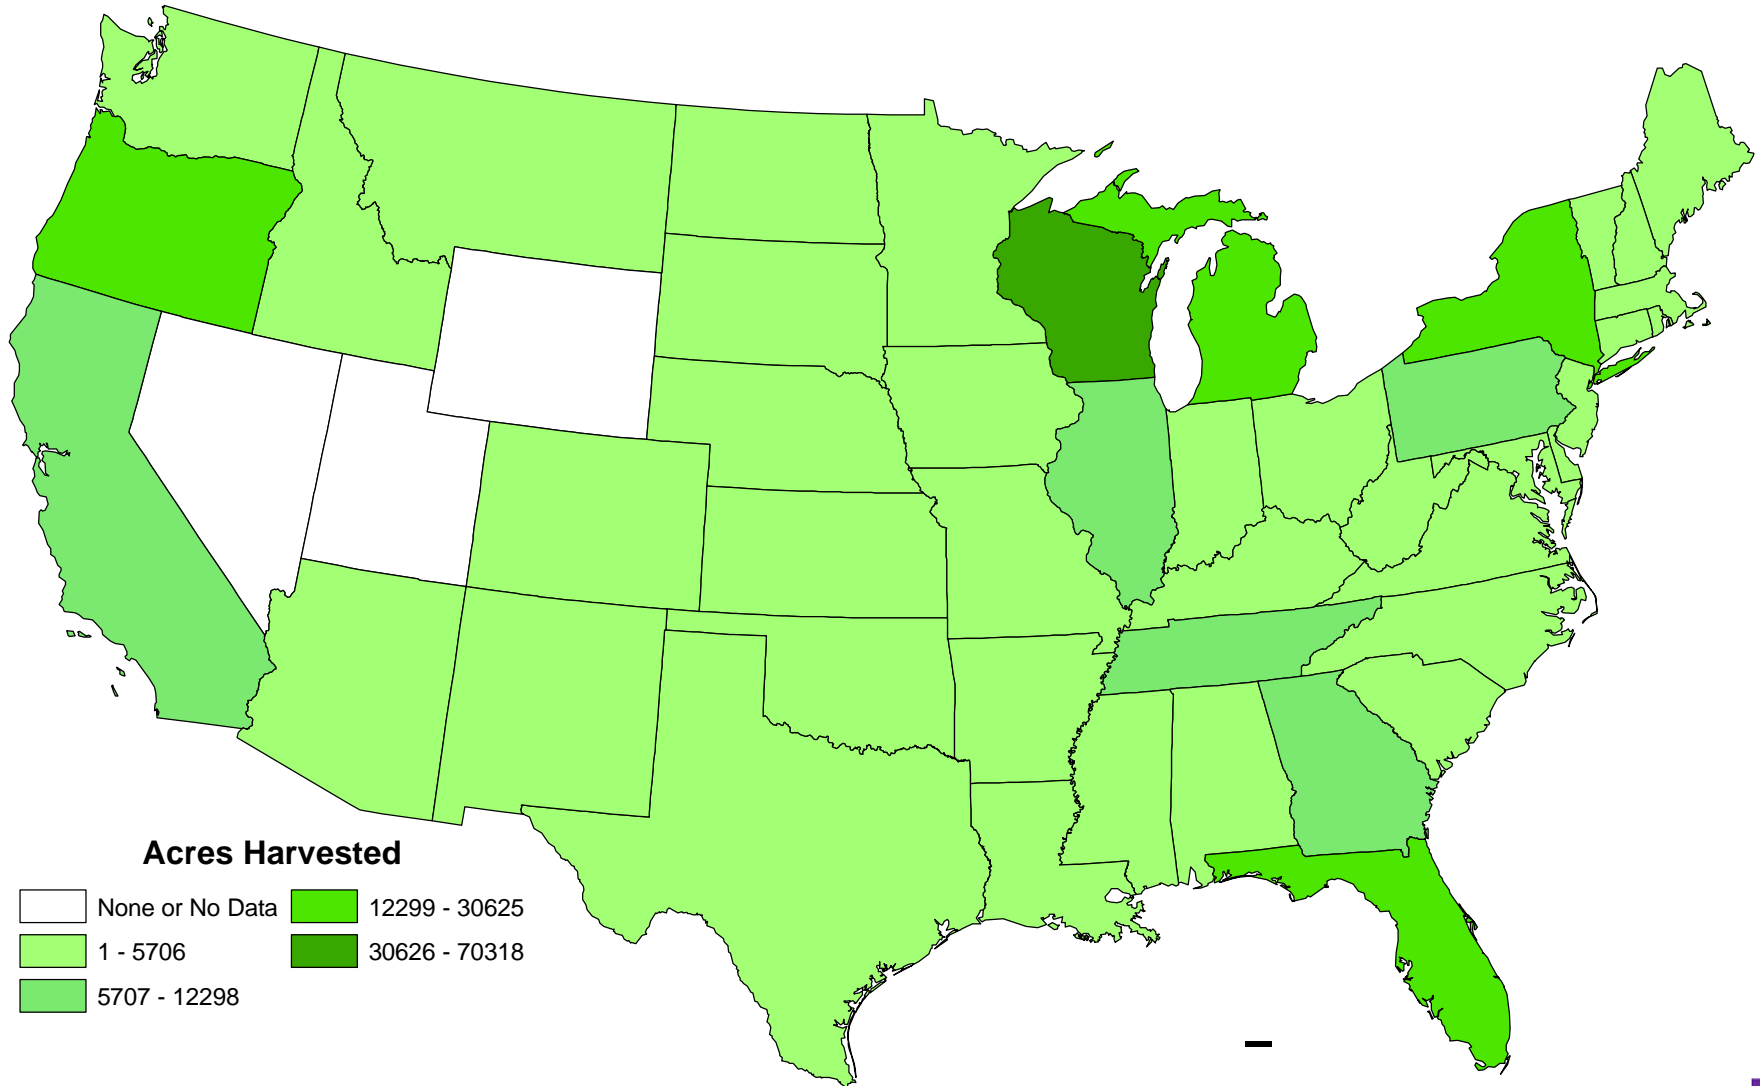 Acres Harvested
None or No Data
1 - 5706
5707 - 12298
12299 - 30625
30626 - 70318